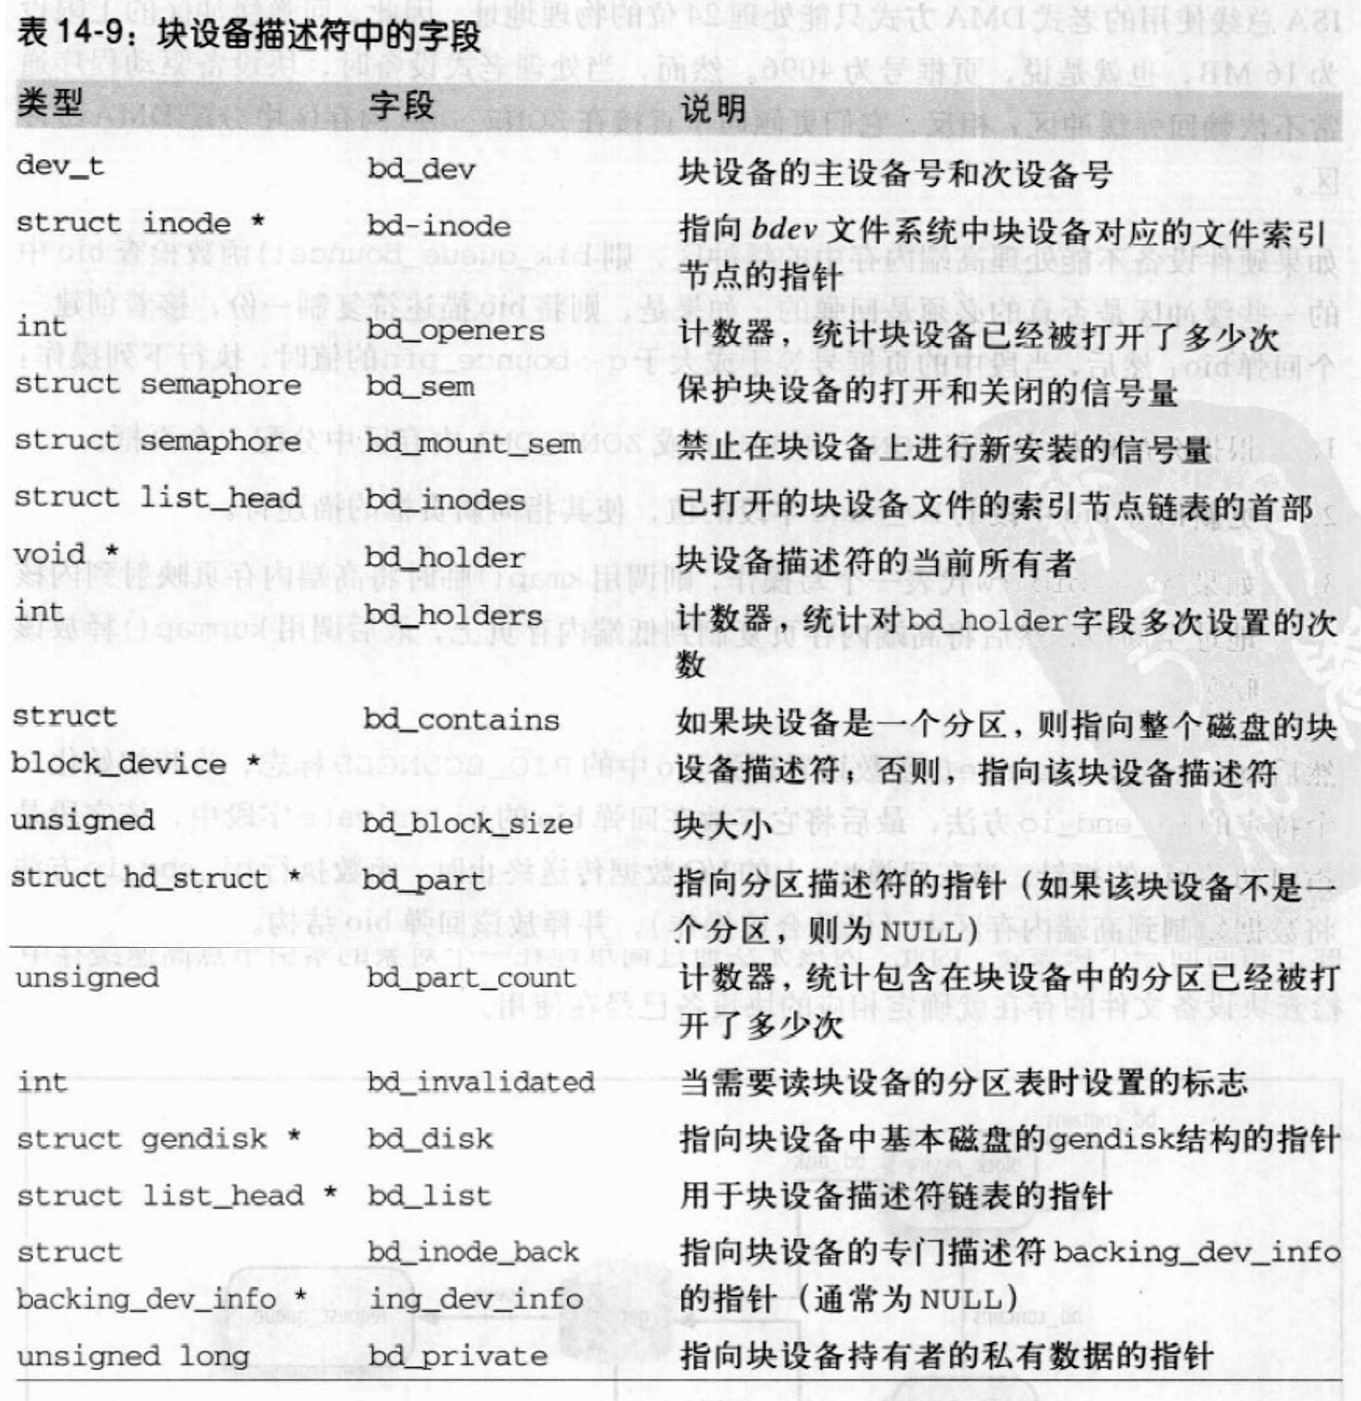 表 14-9：块设备描述符中的字段
类型 字段 说明
dev_t bd_dev 块设备的主设备号和次设备号
struct inode * bd-inode 指向 bdev 文件系统中块设备对应的文件索引
节点的指针
int bd_openers 计数器，统计块设备已经被打开了多少次
struct semaphore bd_sem 保护块设备的打开和关闭的信号量
struct semaphore bd_mount_sem 禁止在块设备上进行新安装的信号量
struct list_head bd_inodes 已打开的块设备文件的索引节点链表的首部
void * bd_holder 块设备描述符的当前所有者
int bd_holders 计数器，统计对bd_holder字段多次设置的次
数
struct bd_contains 如果块设备是一个分区，则指向整个磁盘的块
block_device * 设备描述符；否则，指向该块设备描述符
unsigned bd_block_size 块大小
struct hd_struct * bd_part 指向分区描述符的指针（如果该块设备不是一
个分区，则为NULL）
unsigned bd_part_count 计数器，统计包含在块设备中的分区已经被打
开了多少次
int bd_invalidated 当需要读块设备的分区表时设置的标志
struct gendisk * bd_disk 指向块设备中基本磁盘的gendisk结构的指针
struct list_head * bd_list 用于块设备描述符链表的指针
struct bd_inode_back 指向块设备的专门描述符backing_dev_info
backing_dev_info * ing_dev_info 的指针（通常为NULL）
unsigned long bd_private 指向块设备持有者的私有数据的指针